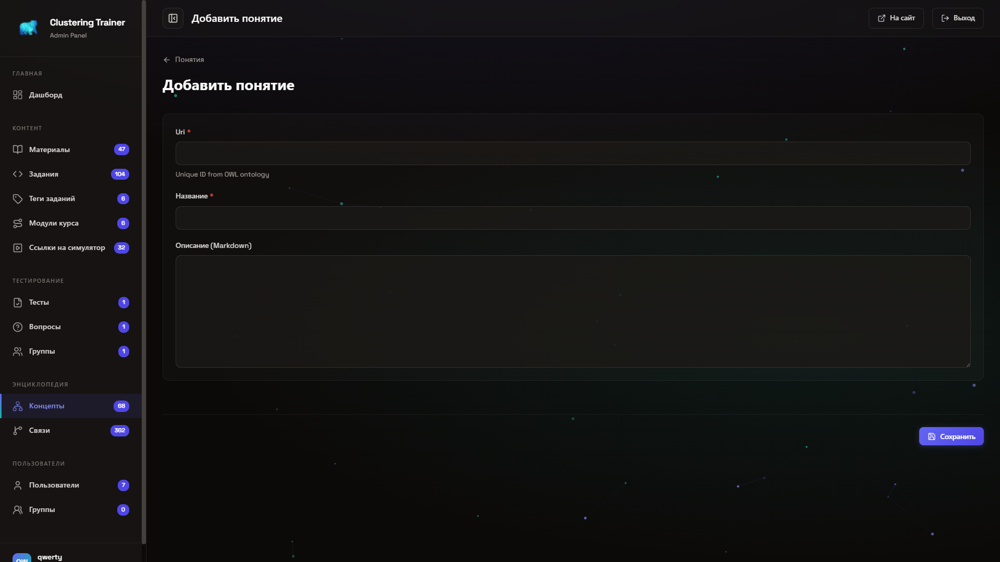 Clustering Trainer
Admin Panel
ГЛАВНАЯ
Дашборд
КОНТЕНТ
Материалы 47
Задания 104
Теги заданий 6
Модули курса 6
Ссылки на симулятор 32
ТЕСТИРОВАНИЕ
Тесты 1
Вопросы 1
Группы 1
ЭНЦИКЛОПЕДИЯ
Концепты 68
Связи 362
ПОЛЬЗОВАТЕЛИ
Пользователи 7
Группы 0
QW
qwerty
Добавить понятие
На сайт
Выход
Понятия
Добавить понятие
Uri *
Unique ID from OWL ontology
Название *
Описание (Markdown)
Сохранить